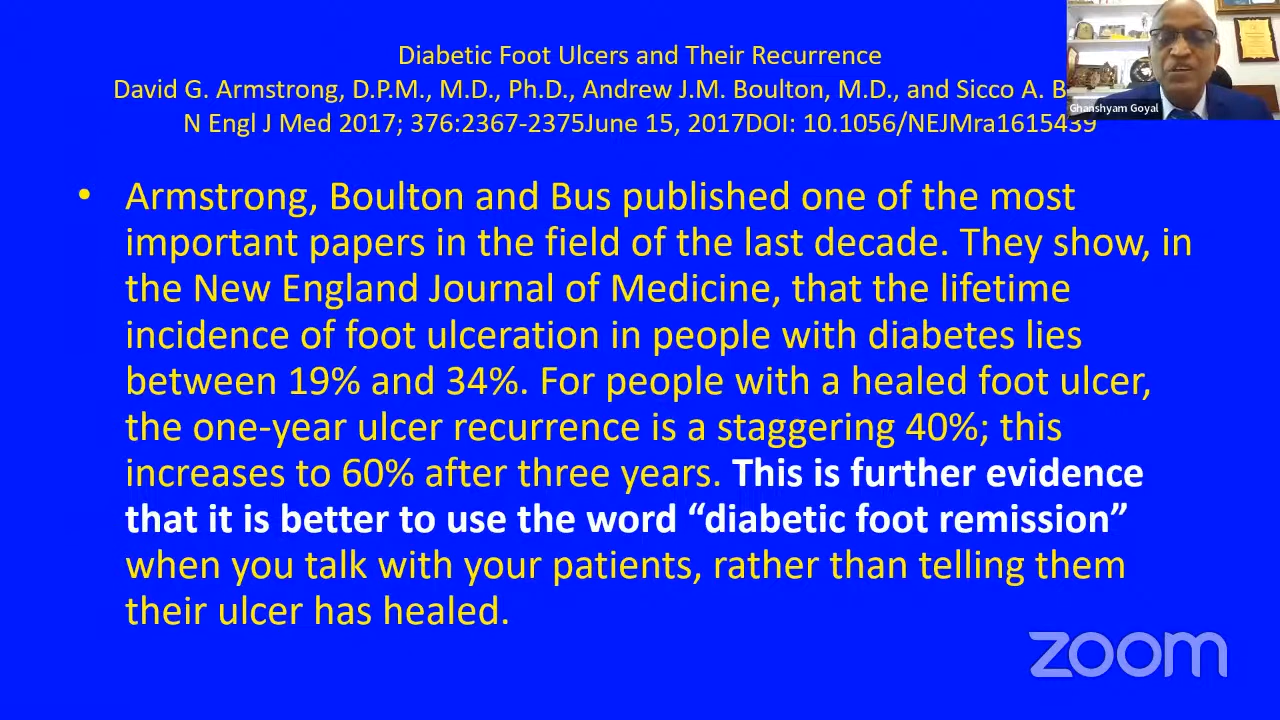 Diabetic Foot Ulcers and Their Recurrence
David G. Armstrong, D.P.M., M.D., Ph.D., Andrew J.M. Boulton, M.D., and Sicco A. B
N Engl J Med 2017; 376:2367-2375June 15, 2017DOI: 10.1056/NEJMra1615439
Ghanshyam Goyal
• Armstrong, Boulton and Bus published one of the most
important papers in the field of the last decade. They show, in
the New England Journal of Medicine, that the lifetime
incidence of foot ulceration in people with diabetes lies
between 19% and 34%. For people with a healed foot ulcer,
the one-year ulcer recurrence is a staggering 40%; this
increases to 60% after three years. This is further evidence
that it is better to use the word “diabetic foot remission”
when you talk with your patients, rather than telling them
their ulcer has healed.
zoom